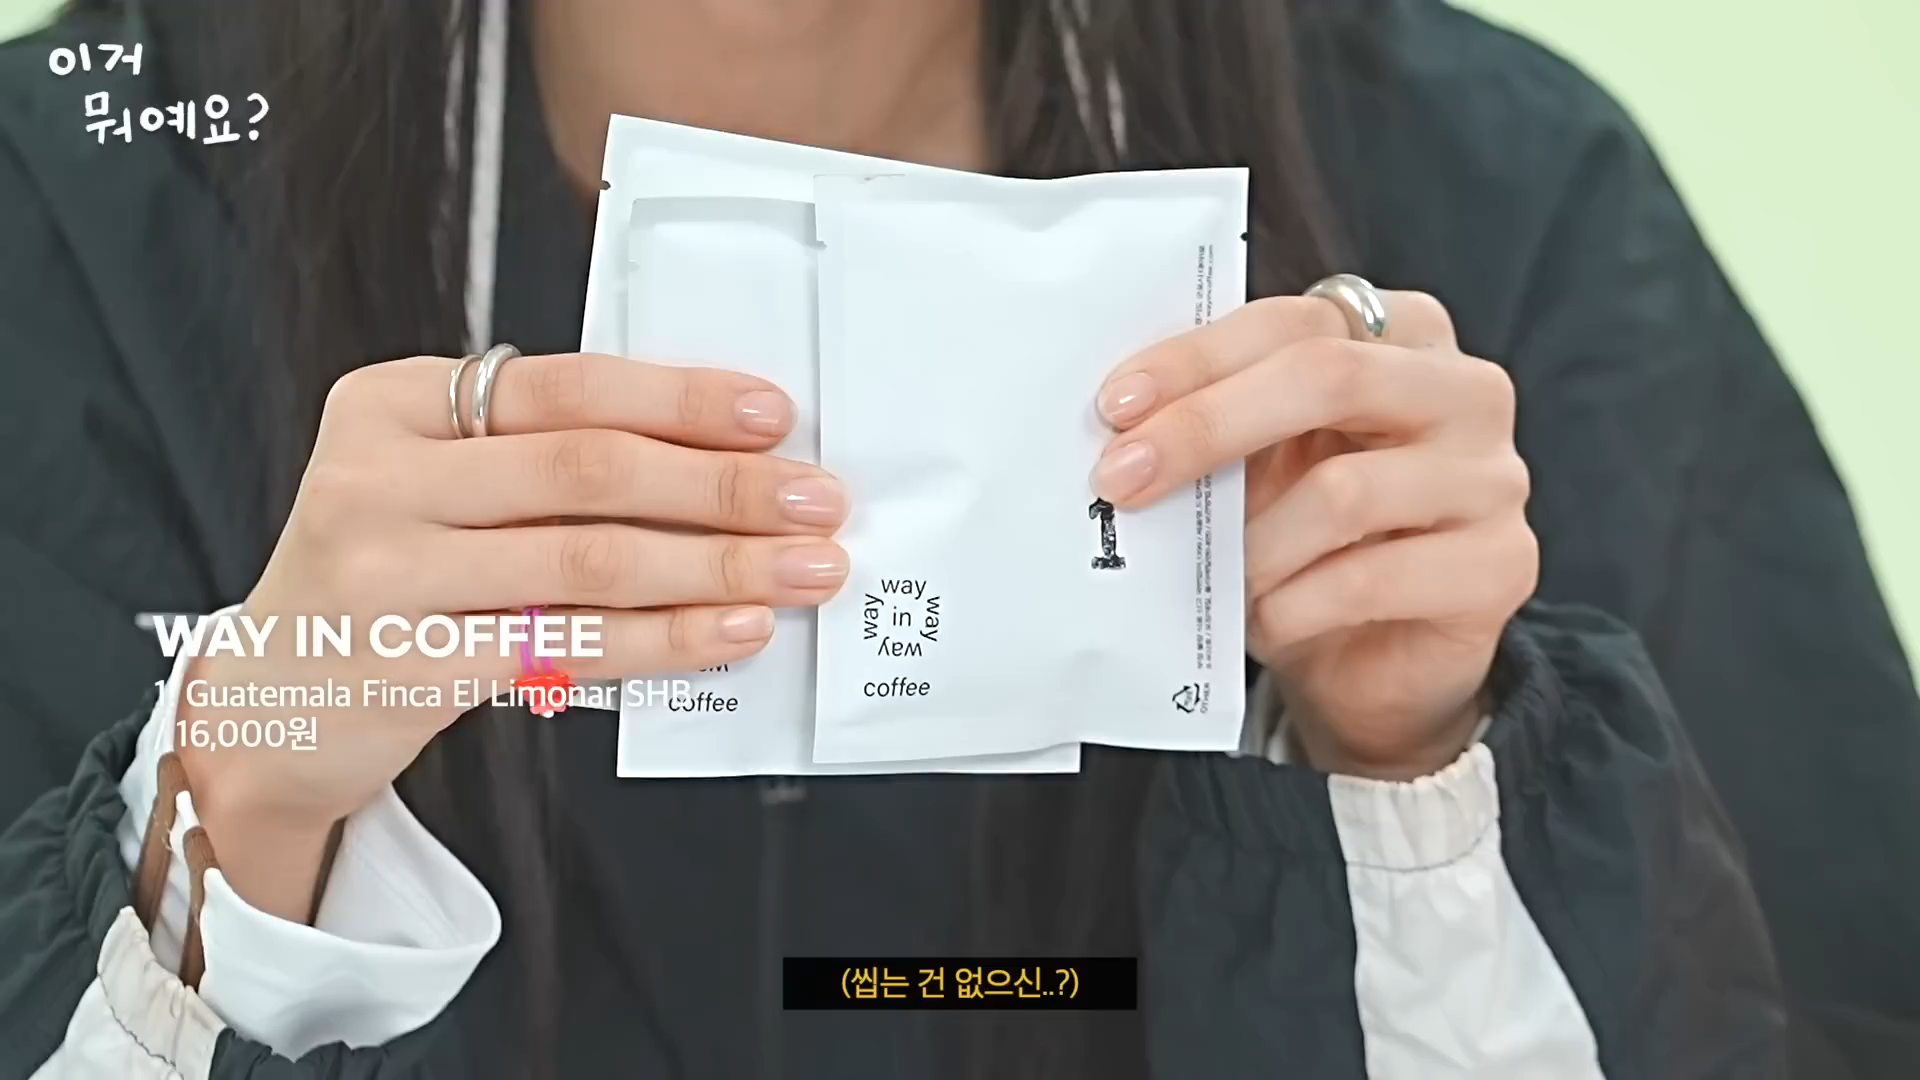 이거
뭐예요?
1
way
way in way
way
coffee
coffee
OTHER
WAY IN COFFEE
1. Guatemala Finca El Limonar SHB
/ 16,000원
(씹는 건 없으신..?)